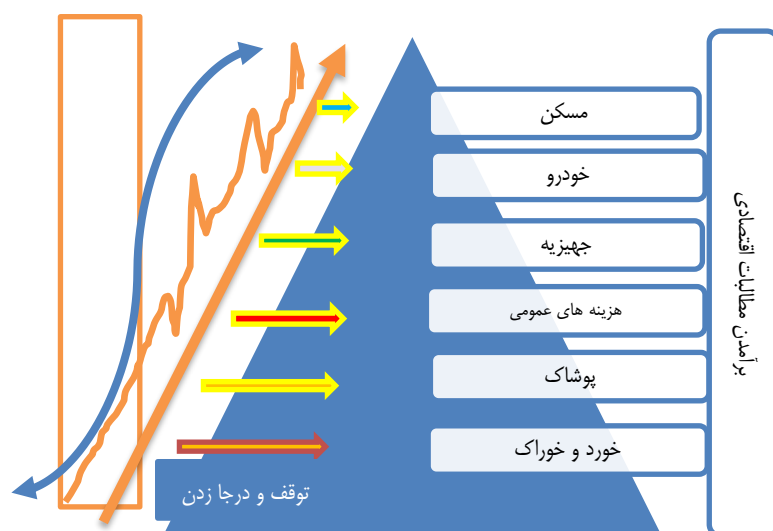 مسکن
خودرو
جهیزیه
هزینه های عمومی
پوشاک
خورد و خوراک
برآمدن مطالبات اقتصادی
توقف و درجا زدن